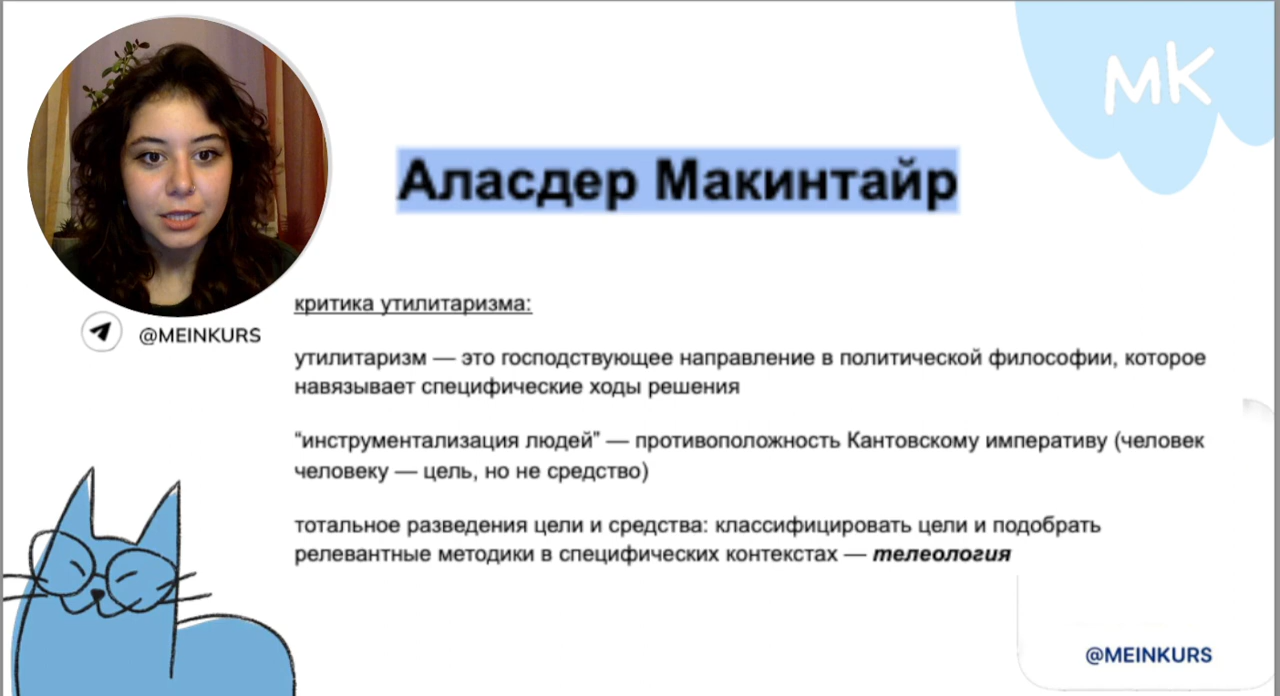 МК
Аласдер Макинтайр
@MEINKURS
критика утилитаризма:
утилитаризм — это господствующее направление в политической философии, которое
навязывает специфические ходы решения
“инструментализация людей” — противоположность Кантовскому императиву (человек
человеку — цель, но не средство)
тотальное разведения цели и средства: классифицировать цели и подобрать
релевантные методики в специфических контекстах — телеология
@MEINKURS